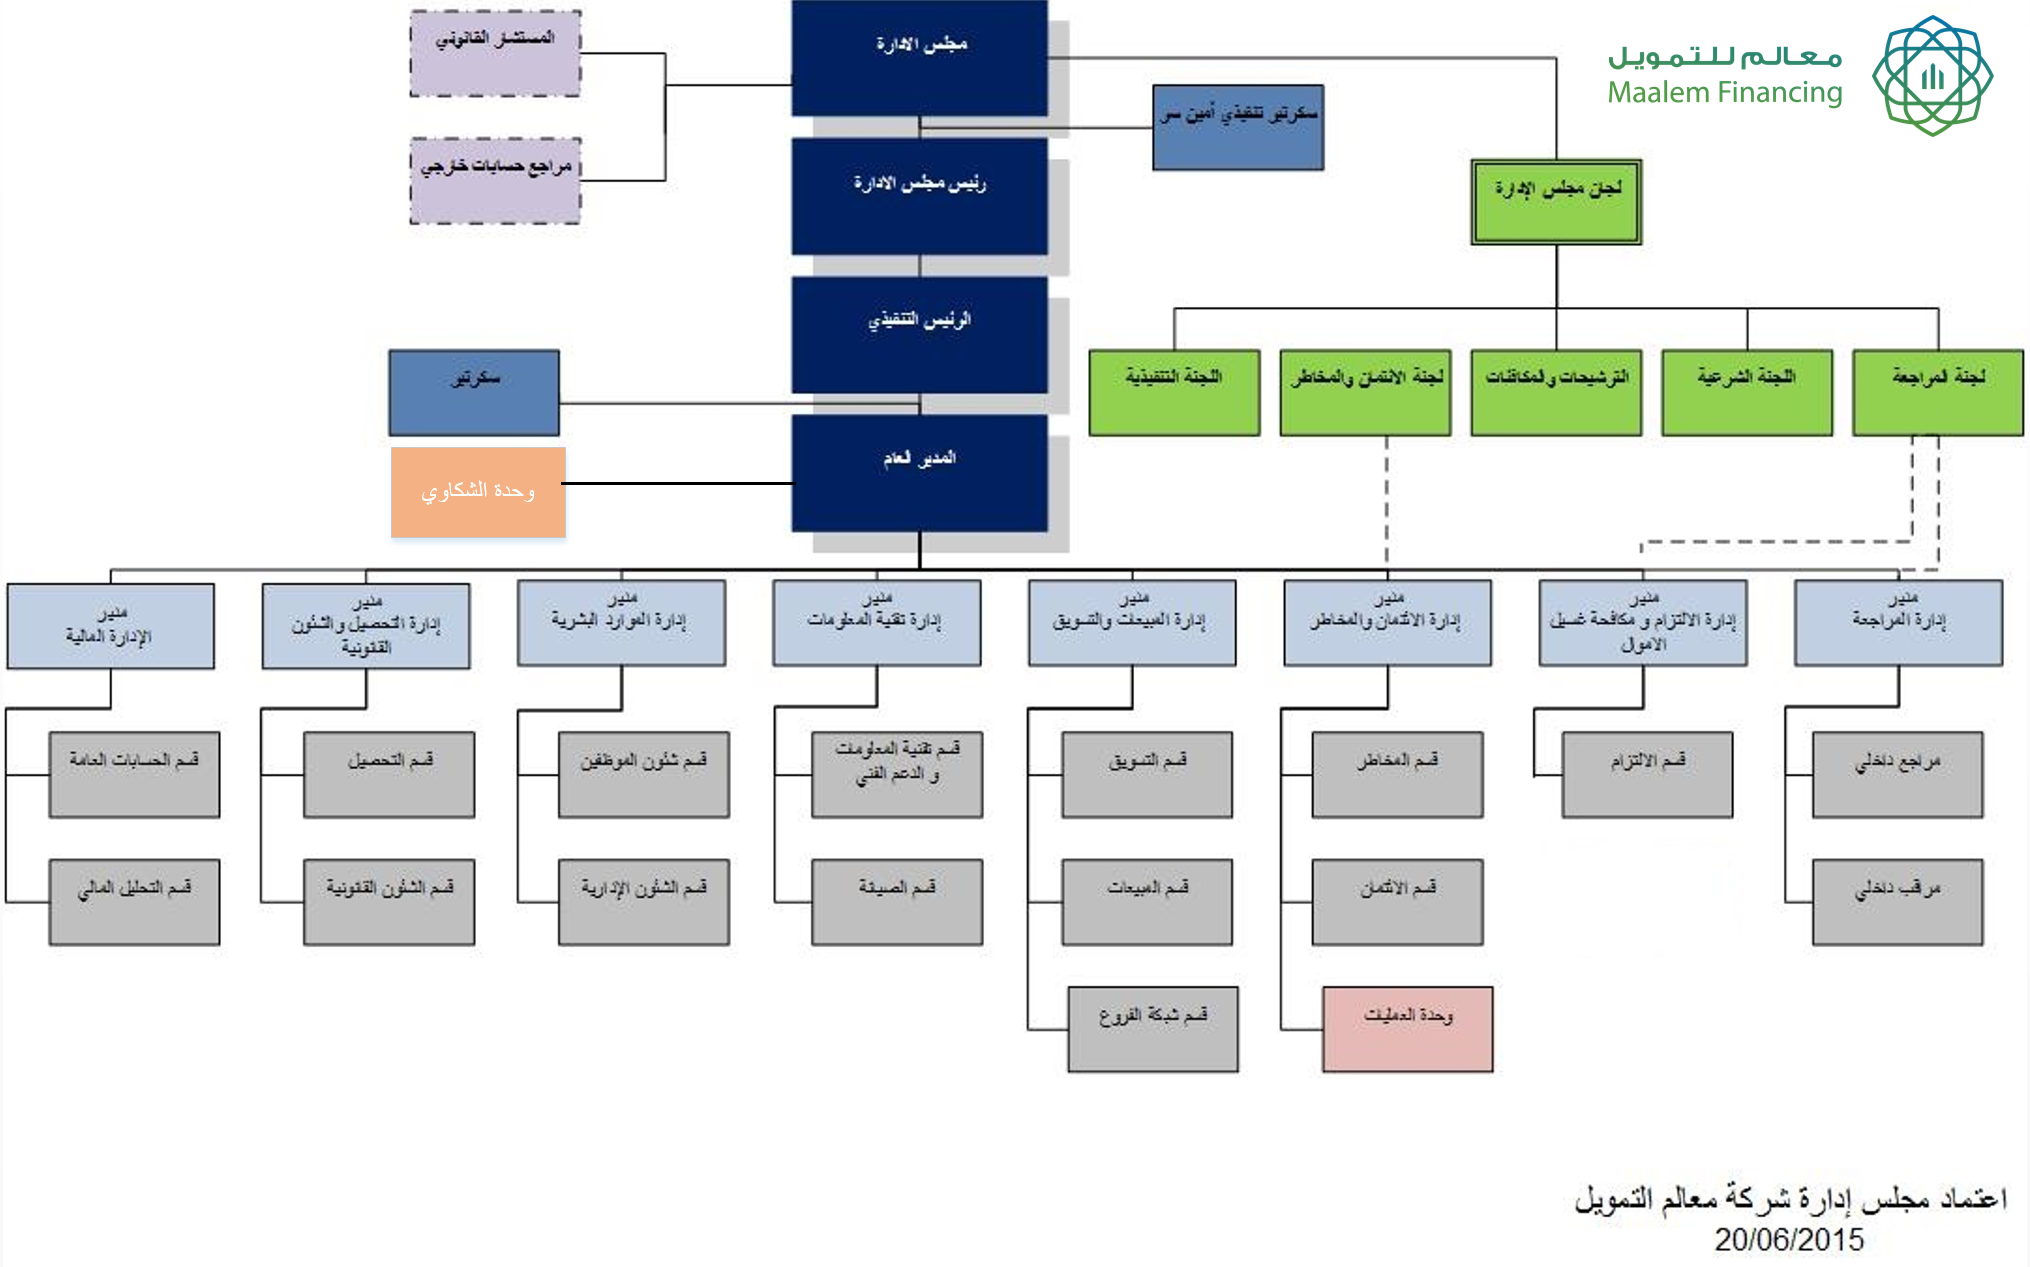 معالم للتمويل
Maalem Financing
مجلس الادارة
المستشار القانوني
مراجع حسابات خارجي
سكرتير تنفيذي أمين سر
رئيس مجلس الادارة
لجان مجلس الإدارة
الرئيس التنفيذي
لجنة المراجعة
اللجنة الشرعية
الترشيحات والمكافئات
لجنة الائتمان والمخاطر
اللجنة التنفيذية
سكرتير
المدير العام
وحدة الشكاوي
مدير
إدارة المراجعة
مدير
إدارة الالتزام و مكافحة غسيل
الاموال
مدير
إدارة الائتمان والمخاطر
مدير
إدارة المبيعات والتسويق
مدير
إدارة تقنية المعلومات
مدير
إدارة الموارد البشرية
مدير
إدارة التحصيل والشئون
القانونية
مدير
الإدارة المالية
مراجع داخلي
قسم الالتزام
قسم المخاطر
قسم التسويق
قسم تقنية المعلومات
و الدعم الفني
قسم شئون الموظفين
قسم التحصيل
قسم الحسابات العامة
مرقب داخلي
قسم الائتمان
قسم المبيعات
قسم الصيانة
قسم الشئون الإدارية
قسم الشئون القانونية
قسم التحليل المالي
وحدة العمليات
قسم شبكة الفروع
اعتماد مجلس إدارة شركة معالم التمويل
20/06/2015